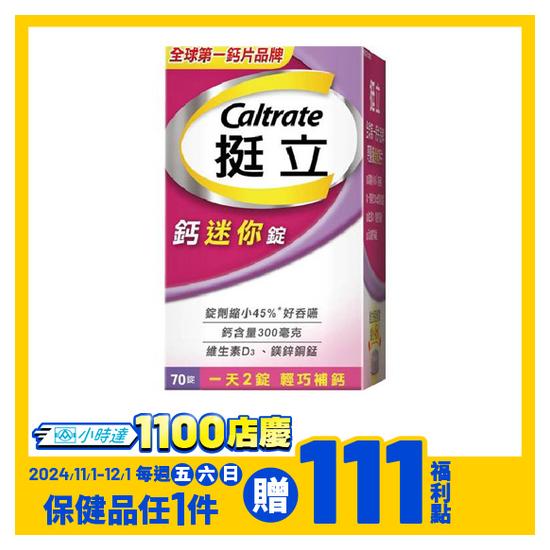 全球第一鈣片品牌
Caltrate
挺立
鈣迷你錠
錠劑縮小45%*好吞嚥
鈣含量300毫克
維生素D3、鎂鋅銅錳
70錠 一天2錠 輕巧補鈣
挺立
小時達
1100店慶
2024/11/1-12/1 每週五六日
保健品任1件
贈
111
福利點